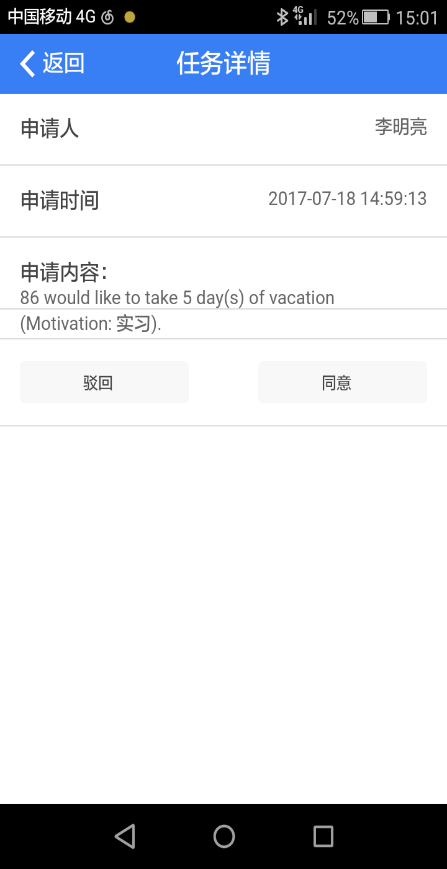 中国移动 4G 52% 15:01
4G
返回 任务详情
申请人 李明亮
申请时间 2017-07-18 14:59:13
申请内容:
86 would like to take 5 day(s) of vacation
(Motivation: 实习).
驳回 同意